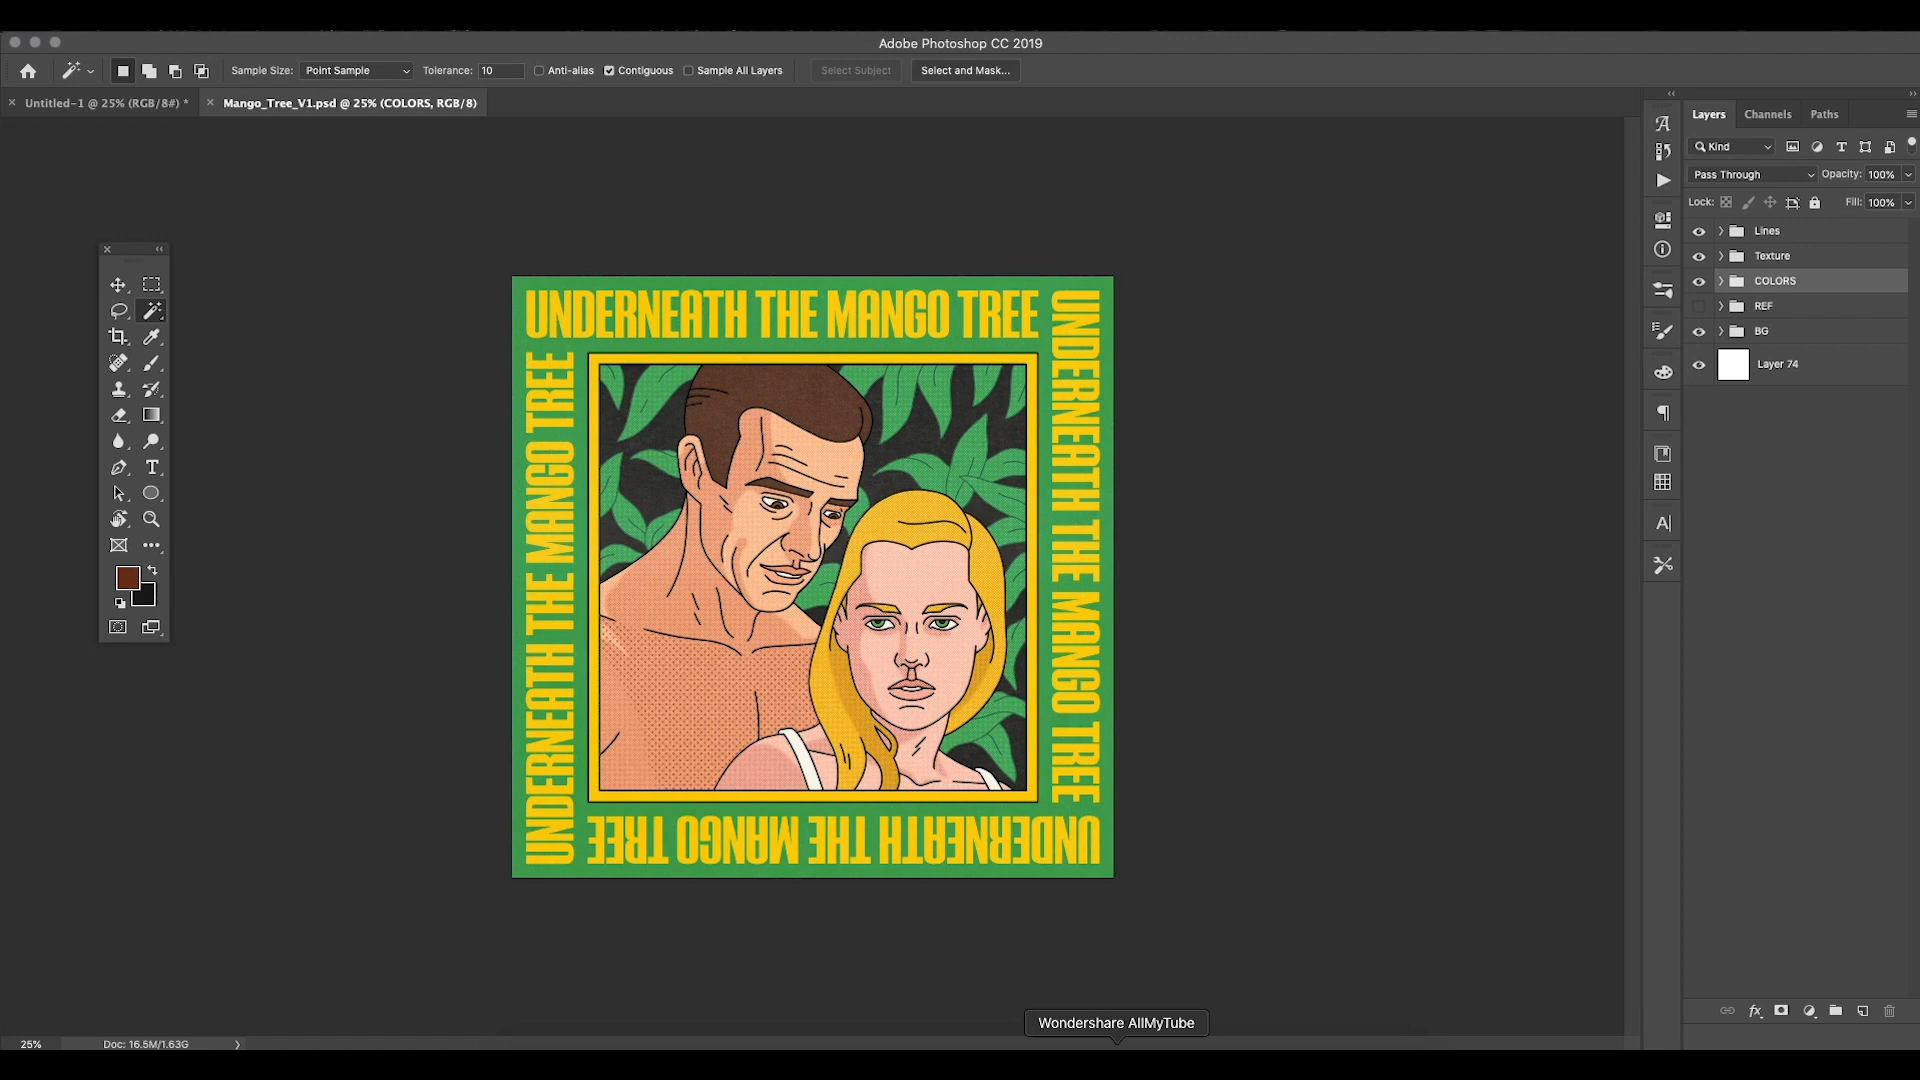 Adobe Photoshop CC 2019
Sample Size: Point Sample Tolerance: 10 Anti-alias Contiguous Sample All Layers Select Subject Select and Mask...
Untitled-1 @ 25% (RGB/8#) * Mango_Tree_V1.psd @ 25% (COLORS, RGB/8)
Layers Channels Paths
Kind
Pass Through Opacity: 100%
Lock: Fill: 100%
Lines
Texture
COLORS
REF
BG
Layer 74
UNDERNEATH THE MANGO TREE
UNDERNEATH THE MANGO TREE
UNDERNEATH THE MANGO TREE
UNDERNEATH THE MANGO TREE
Wondershare AllMyTube
25% Doc: 16.5M/1.63G